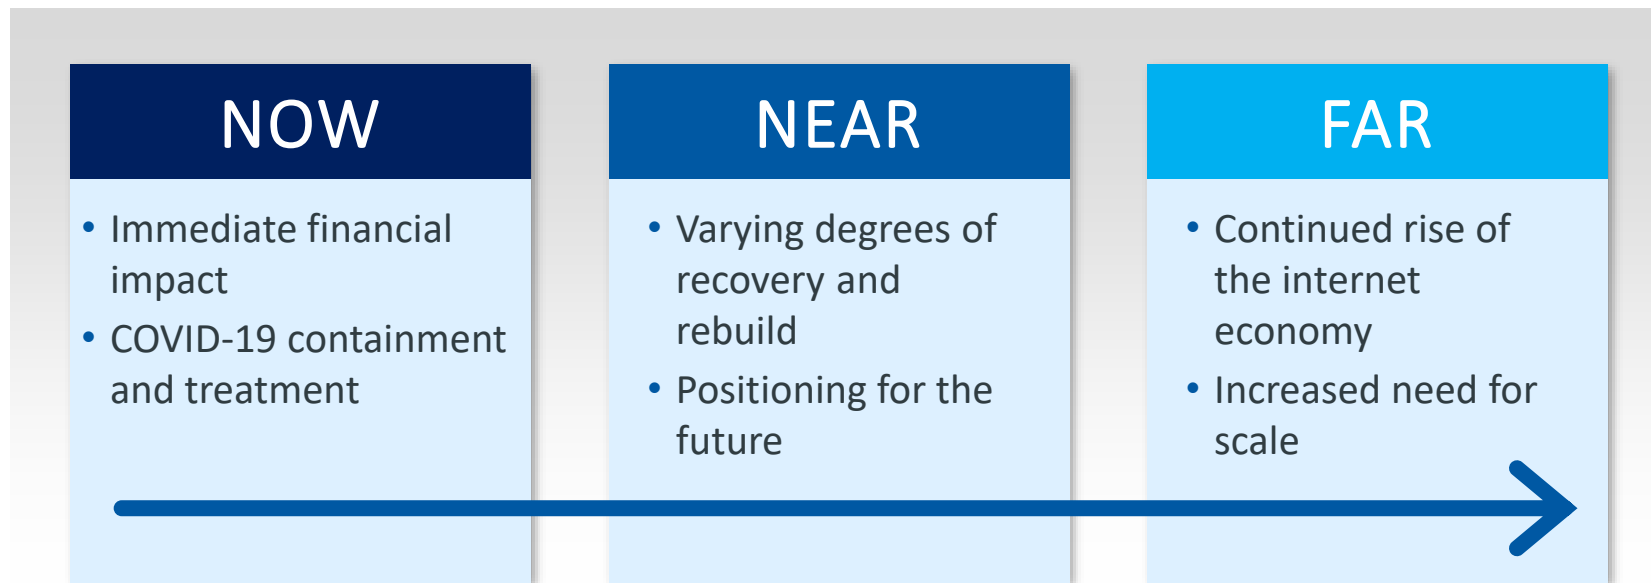 NOW
• Immediate financial
impact
• COVID-19 containment
and treatment
NEAR
• Varying degrees of
recovery and
rebuild
• Positioning for the
future
FAR
• Continued rise of
the internet
economy
• Increased need for
scale